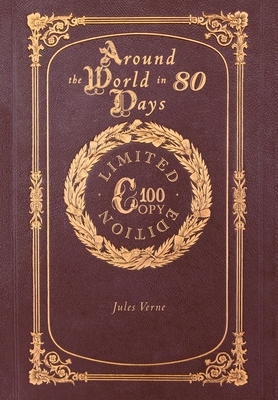 Around
the World in 80
Days
· LIMITED ·
EDITION
100
COPY
Jules Verne